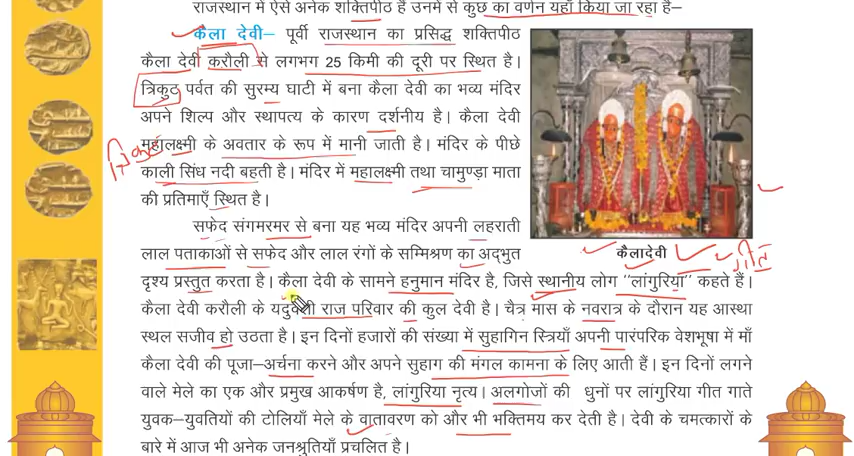 राजस्थान में ऐसे अनेक शक्तिपीठ हैं उनमें से कुछ का वर्णन यहाँ किया जा रहा है–
कैला देवी– पूर्वी राजस्थान का प्रसिद्ध शक्तिपीठ
कैला देवी करौली से लगभग 25 किमी की दूरी पर स्थित है।
त्रिकुट पर्वत की सुरम्य घाटी में बना कैला देवी का भव्य मंदिर
अपने शिल्प और स्थापत्य के कारण दर्शनीय है। कैला देवी
महालक्ष्मी के अवतार के रूप में मानी जाती है। मंदिर के पीछे
काली सिंध नदी बहती है। मंदिर में महालक्ष्मी तथा चामुण्डा माता
की प्रतिमाएँ स्थित है।
सफेद संगमरमर से बना यह भव्य मंदिर अपनी लहराती
लाल पताकाओं से सफेद और लाल रंगों के सम्मिश्रण का अद्भुत
कैलादेवी
दृश्य प्रस्तुत करता है। कैला देवी के सामने हनुमान मंदिर है, जिसे स्थानीय लोग ''लांगुरिया'' कहते हैं।
कैला देवी करौली के यदुवंशी राज परिवार की कुल देवी है। चैत्र मास के नवरात्र के दौरान यह आस्था
स्थल सजीव हो उठता है। इन दिनों हजारों की संख्या में सुहागिन स्त्रियाँ अपनी पारंपरिक वेशभूषा में माँ
कैला देवी की पूजा–अर्चना करने और अपने सुहाग की मंगल कामना के लिए आती हैं। इन दिनों लगने
वाले मेले का एक और प्रमुख आकर्षण है, लांगुरिया नृत्य। अलगोजों की धुनों पर लांगुरिया गीत गाते
युवक–युवतियों की टोलियाँ मेले के वातावरण को और भी भक्तिमय कर देती है। देवी के चमत्कारों के
बारे में आज भी अनेक जनश्रुतियाँ प्रचलित है।